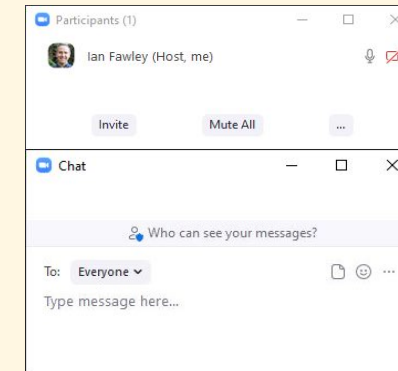 Participants (1)
Ian Fawley (Host, me)
Invite Mute All ...
Chat
Who can see your messages?
To: Everyone
Type message here...